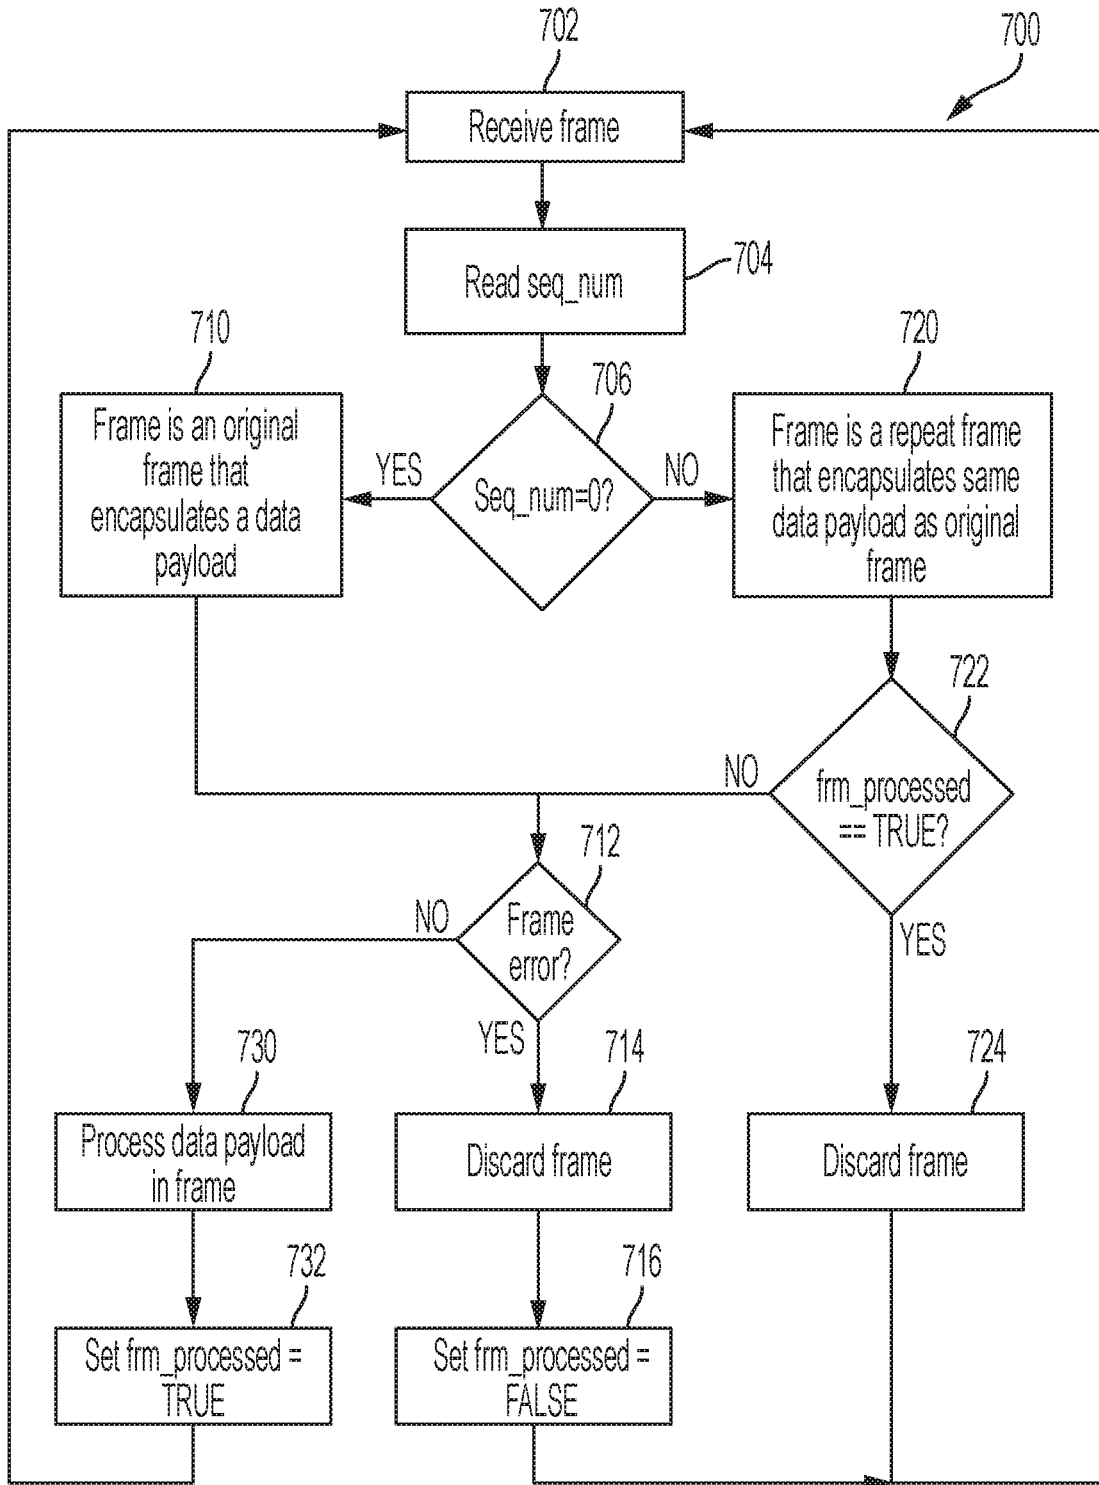 702
700
Receive frame
704
Read seq_num
710
706
720
Frame is an original
frame that
encapsulates a data
payload
YES
Seq_num=0?
NO
Frame is a repeat frame
that encapsulates same
data payload as original
frame
722
NO
frm_processed
== TRUE?
712
NO
Frame
error?
YES
YES
730
714
724
Process data payload
in frame
Discard frame
Discard frame
732
716
Set frm_processed =
TRUE
Set frm_processed =
FALSE